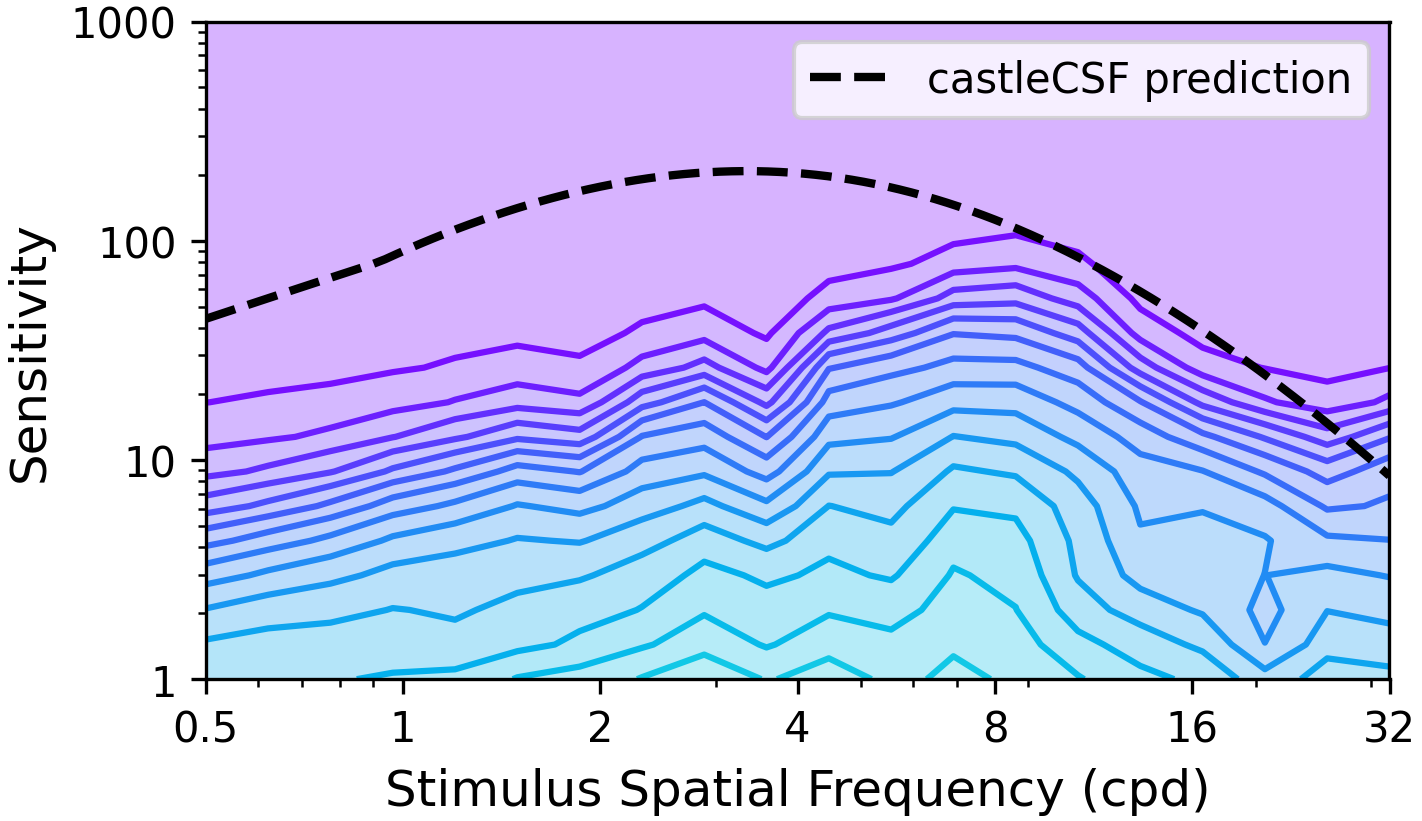 1000
castleCSF prediction
100
10
1
Sensitivity
0.5 1 2 4 8 16 32
Stimulus Spatial Frequency (cpd)